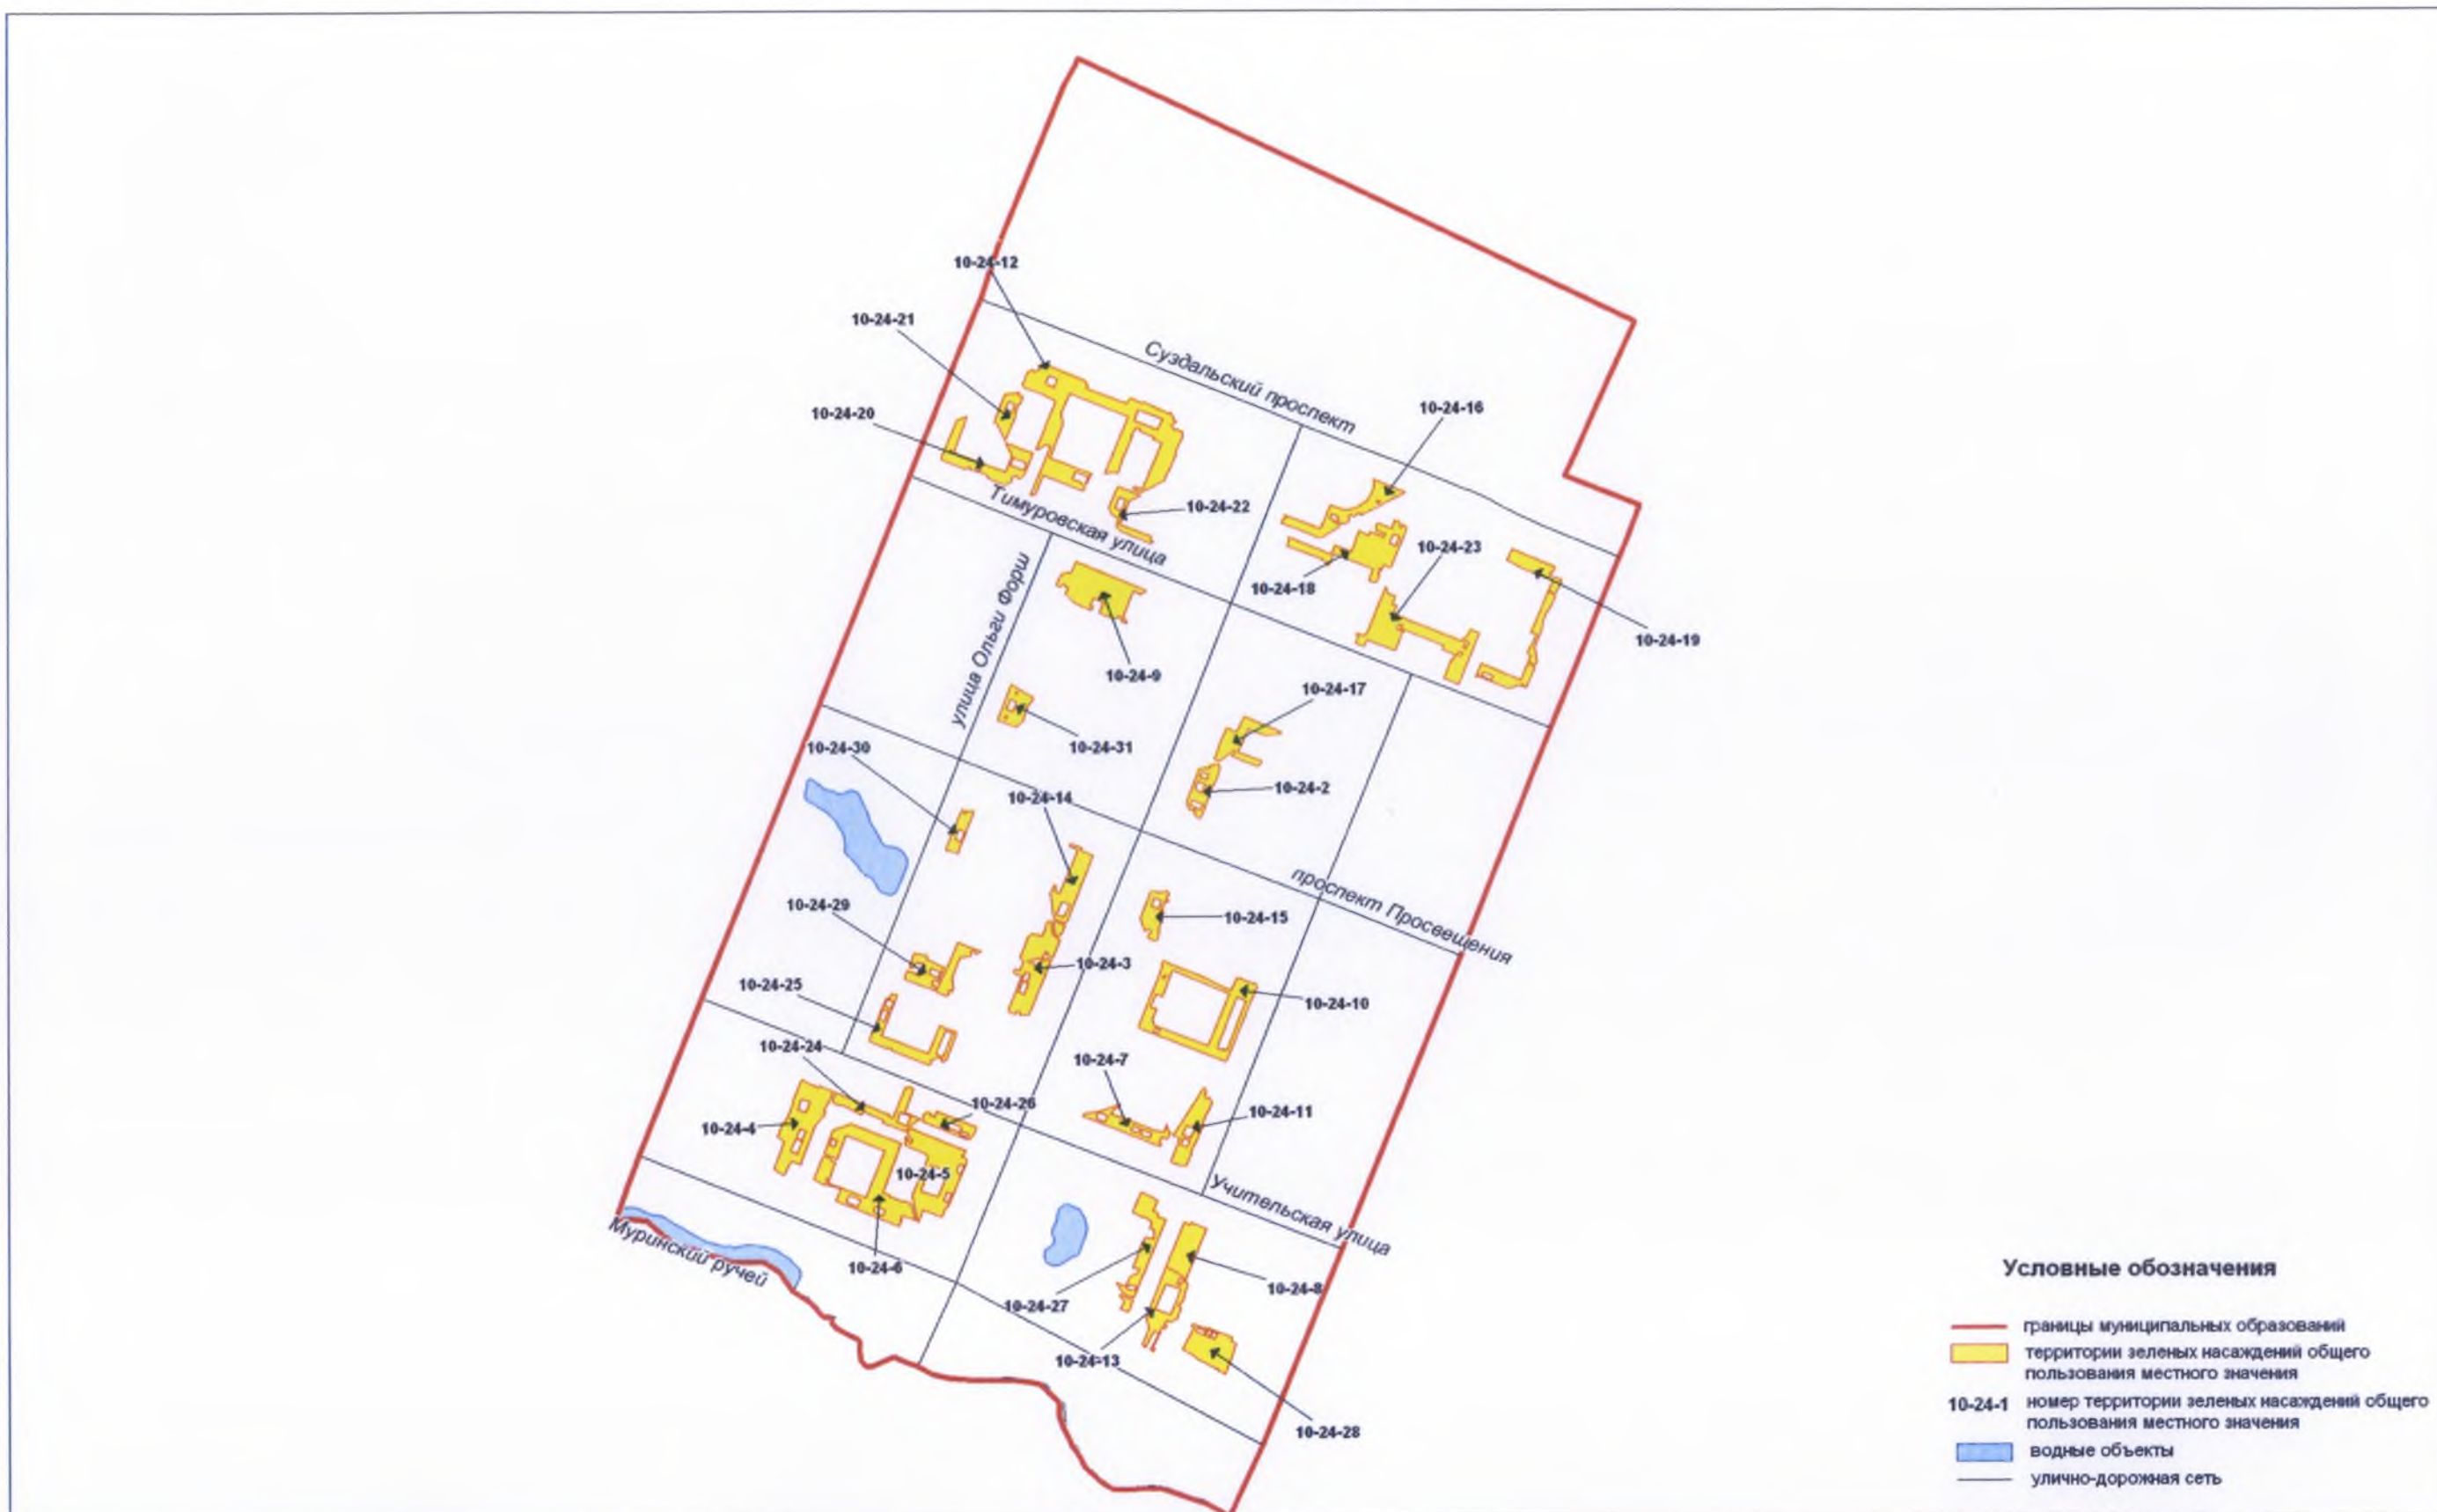 10-24-12
10-24-21
Суздальский проспект
10-24-16
10-24-20
10-24-22
Тимуровская улица
10-24-23
10-24-18
улица Ольги Форш
10-24-19
10-24-9
10-24-17
10-24-31
10-24-30
10-24-2
10-24-14
проспект Просвещения
10-24-29
10-24-15
10-24-3
10-24-25
10-24-10
10-24-24
10-24-7
10-24-26
10-24-11
10-24-4
10-24-5
Учительская улица
Муринский ручей
10-24-6
10-24-8
10-24-27
10-24-13
10-24-28
Условные обозначения
границы муниципальных образований
территории зеленых насаждений общего
пользования местного значения
10-24-1 номер территории зеленых насаждений общего
пользования местного значения
водные объекты
улично-дорожная сеть